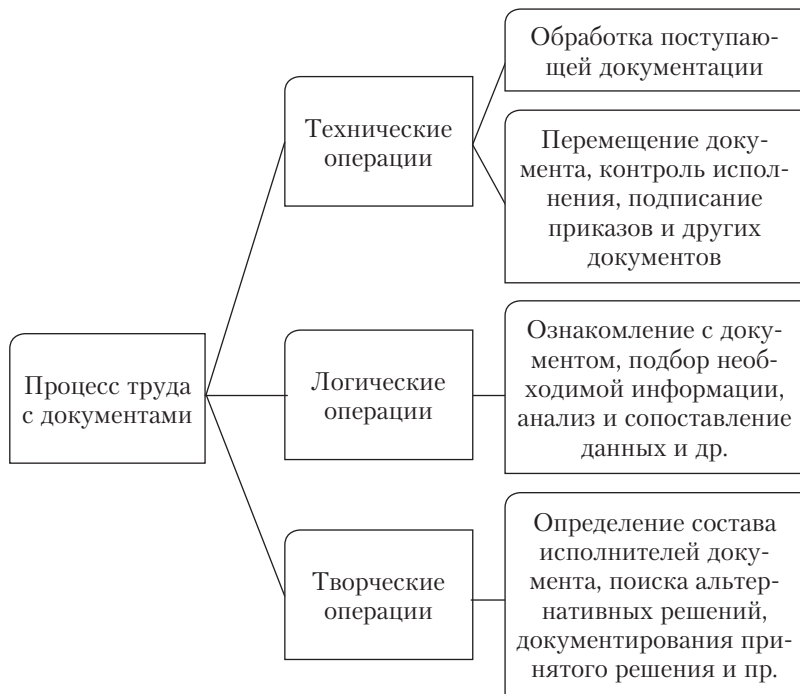 Процесс труда
с документами
Технические
операции
Обработка поступаю-
щей документации
Перемещение доку-
мента, контроль испол-
нения, подписание
приказов и других
документов
Логические
операции
Ознакомление с доку-
ментом, подбор необ-
ходимой информации,
анализ и сопоставление
данных и др.
Творческие
операции
Определение состава
исполнителей доку-
мента, поиска альтер-
нативных решений,
документирования при-
нятого решения и пр.